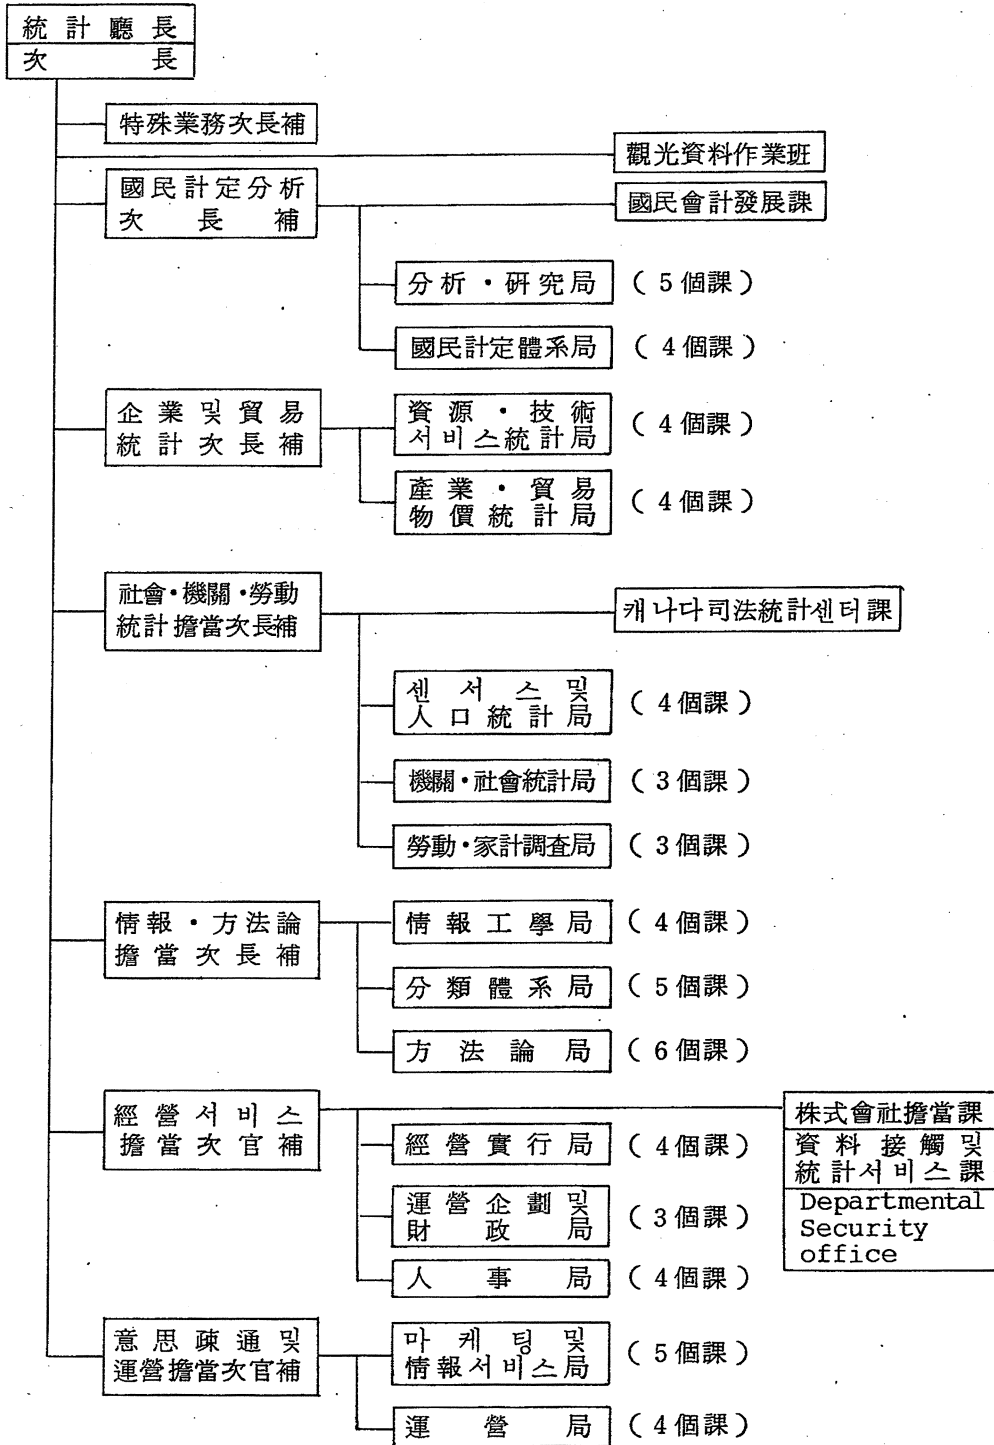 統計廳長
次長
特殊業務次長補
觀光資料作業班
國民計定分析
次長補
國民會計發展課
分析·硏究局 (5個課)
國民計定體系局 (4個課)
企業및貿易
統計次長補
資源·技術
서비스統計局
(4個課)
產業·貿易
物價統計局
(4個課)
社會·機關·勞動
統計擔當次長補
캐나다司法統計센터課
센서스및
人口統計局
(4個課)
機關·社會統計局 (3個課)
勞動·家計調査局 (3個課)
情報·方法論
擔當次長補
情報工學局 (4個課)
分類體系局 (5個課)
方法論局 (6個課)
經營서비스
擔當次官補
株式會社擔當課
資料接觸및
統計서비스課
Departmental
Security
office
經營實行局 (4個課)
運營企劃및
財政局
(3個課)
人事局 (4個課)
意思疎通및
運營擔當次官補
마케팅및
情報서비스局
(5個課)
運營局 (4個課)